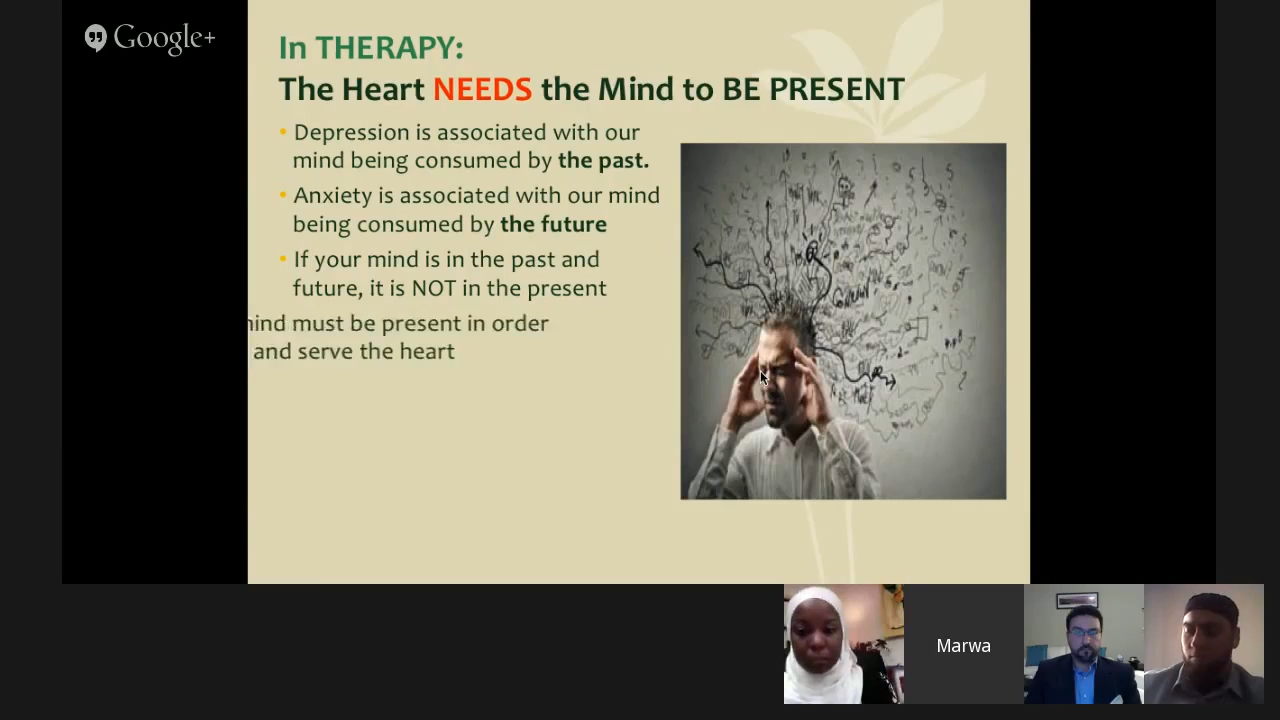 Google+
In THERAPY:
The Heart NEEDS the Mind to BE PRESENT
• Depression is associated with our
mind being consumed by the past.
• Anxiety is associated with our mind
being consumed by the future
• If your mind is in the past and
future, it is NOT in the present
mind must be present in order
and serve the heart
Marwa